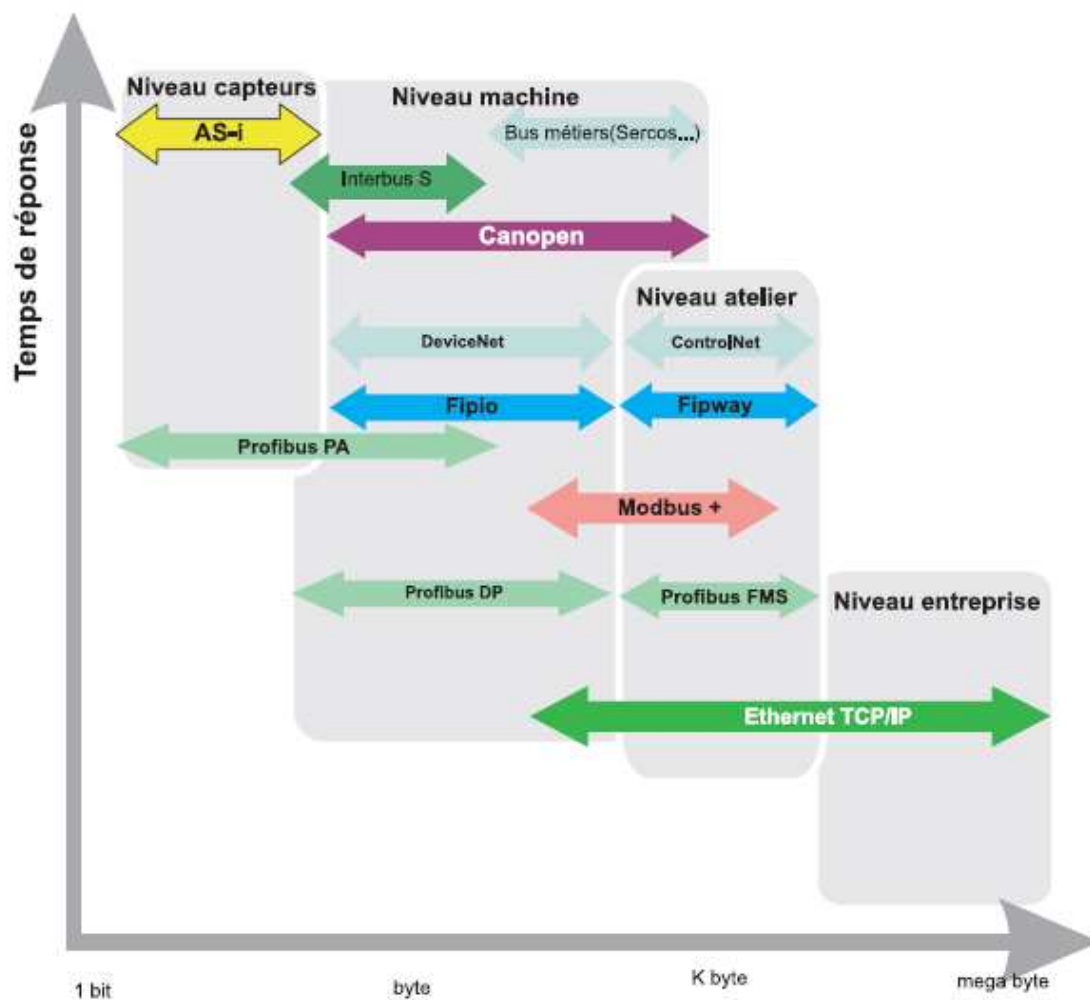 Temps de réponse
Niveau capteurs
AS-i
Niveau machine
Bus métiers(Sercos...)
Interbus S
Canopen
Niveau atelier
DeviceNet
ControlNet
Fipio
Fipway
Profibus PA
Modbus +
Profibus DP
Profibus FMS
Niveau entreprise
Ethernet TCP/IP
1 bit
byte
K byte
mega byte